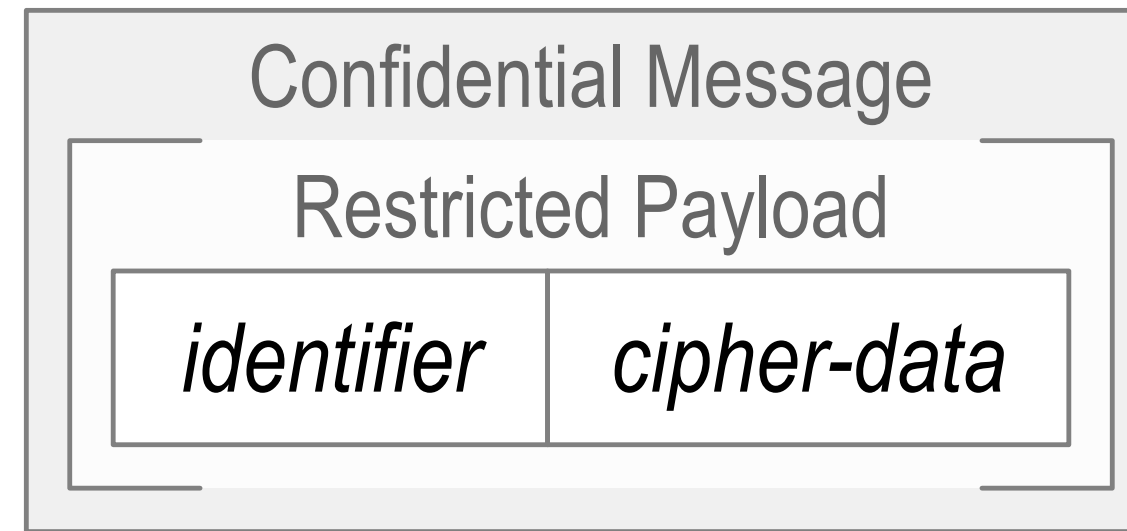 Confidential Message
Restricted Payload
identifier cipher-data